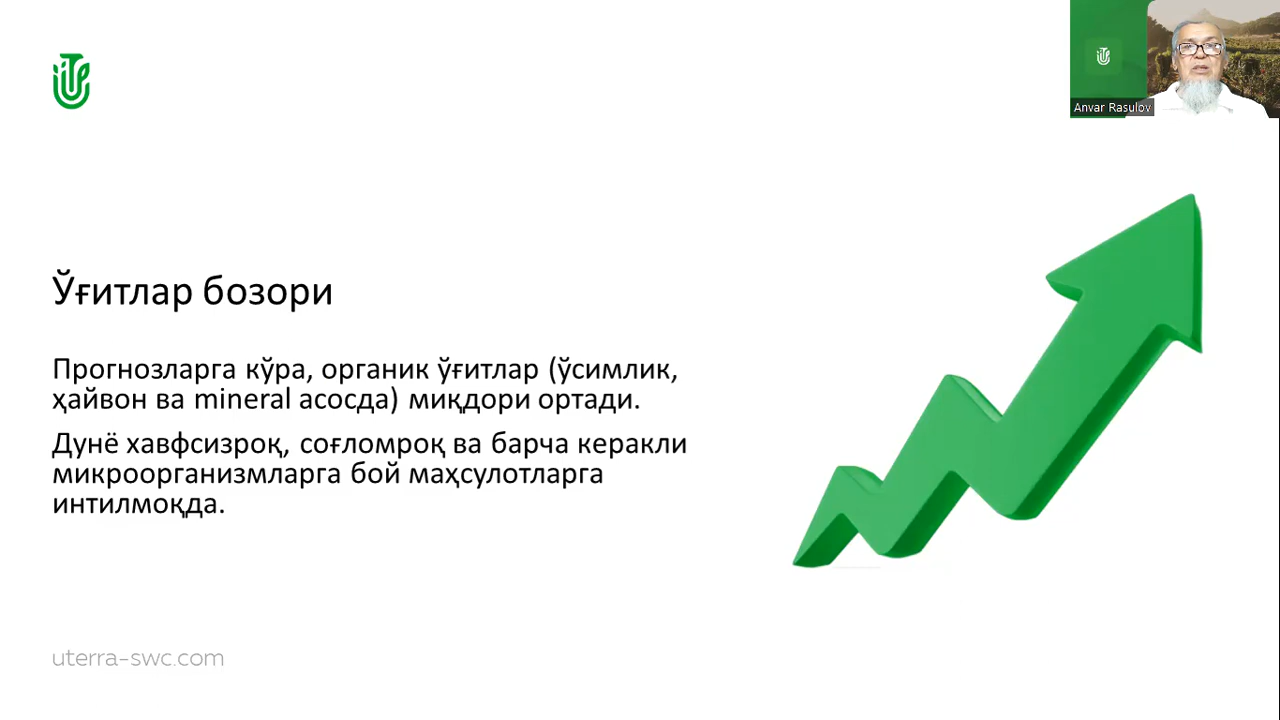 Anvar Rasulov
Ўғитлар бозори
Прогнозларга кўра, органик ўғитлар (ўсимлик,
ҳайвон ва mineral асосда) миқдори ортади.
Дунё хавфсизроқ, соғломроқ ва барча керакли
микроорганизмларга бой маҳсулотларга
интилмоқда.
uterra-swc.com